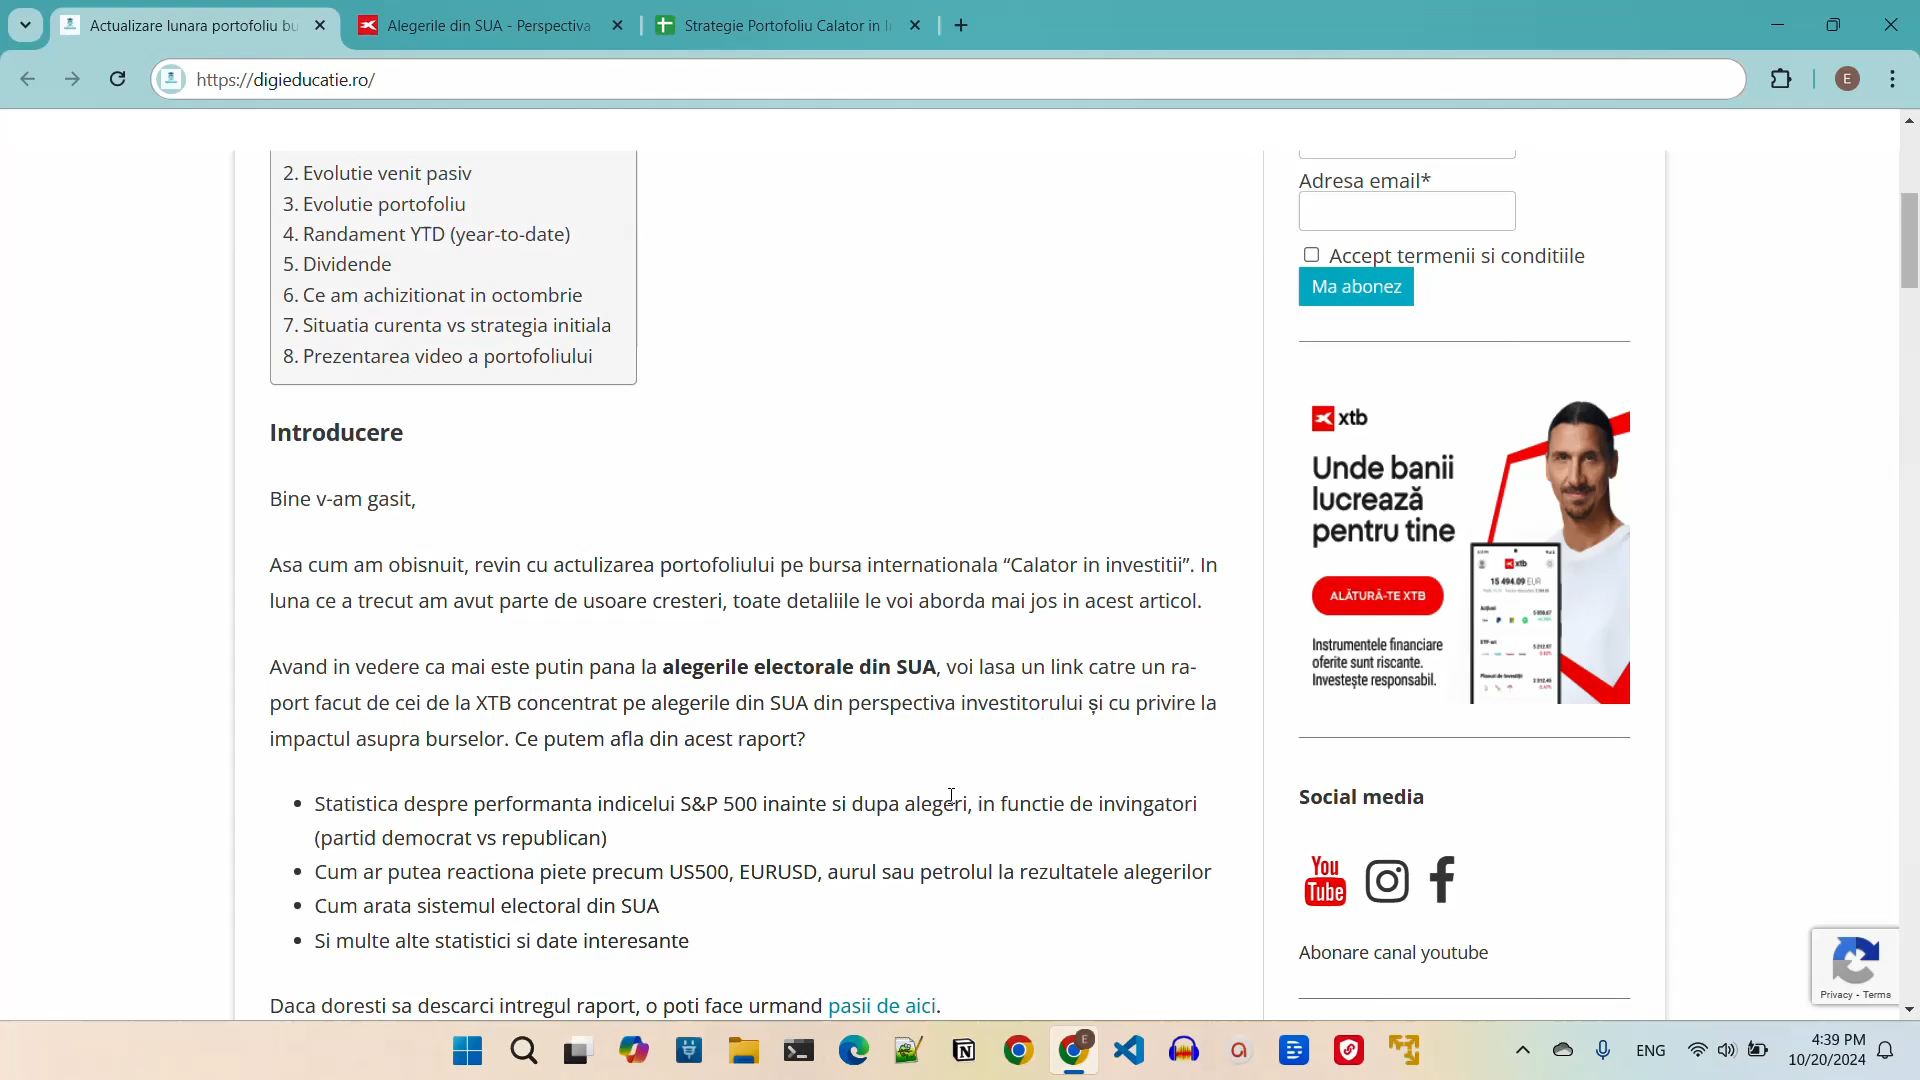 Actualizare lunara portofoliu bu
Alegerile din SUA - Perspectiva
Strategie Portofoliu Calator in I
https://digieducatie.ro/
E
2. Evolutie venit pasiv
3. Evolutie portofoliu
4. Randament YTD (year-to-date)
5. Dividende
6. Ce am achizitionat in octombrie
7. Situatia curenta vs strategia initiala
8. Prezentarea video a portofoliului
Introducere
Bine v-am gasit,
Asa cum am obisnuit, revin cu actulizarea portofoliului pe bursa internationala “Calator in investitii”. In
luna ce a trecut am avut parte de usoare cresteri, toate detaliile le voi aborda mai jos in acest articol.
Avand in vedere ca mai este putin pana la alegerile electorale din SUA, voi lasa un link catre un ra-
port facut de cei de la XTB concentrat pe alegerile din SUA din perspectiva investitorului și cu privire la
impactul asupra burselor. Ce putem afla din acest raport?
• Statistica despre performanta indicelui S&P 500 inainte si dupa alegeri, in functie de invingatori
(partid democrat vs republican)
• Cum ar putea reactiona piete precum US500, EURUSD, aurul sau petrolul la rezultatele alegerilor
• Cum arata sistemul electoral din SUA
• Si multe alte statistici si date interesante
Daca doresti sa descarci intregul raport, o poti face urmand pasii de aici.
Adresa email*
Accept termenii si conditiile
Ma abonez
xtb
Unde banii
lucrează
pentru tine
ALĂTURĂ-TE XTB
Instrumentele financiare
oferite sunt riscante.
Investește responsabil.
xtb
15 494.09 EUR
Social media
You
Tube
Abonare canal youtube
Privacy - Terms
E
ENG
4:39 PM
10/20/2024